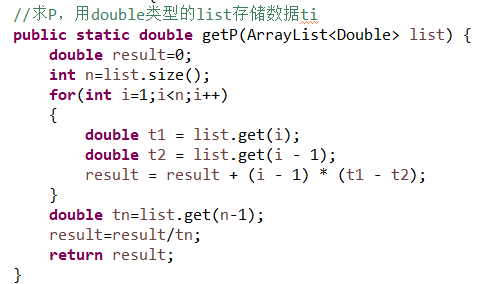 //求P，用double类型的list存储数据ti
public static double getP(ArrayList<Double> list) {
    double result=0;
    int n=list.size();
    for(int i=1;i<n;i++)
    {
        double t1 = list.get(i);
        double t2 = list.get(i - 1);
        result = result + (i - 1) * (t1 - t2);
    }
    double tn=list.get(n-1);
    result=result/tn;
    return result;
}